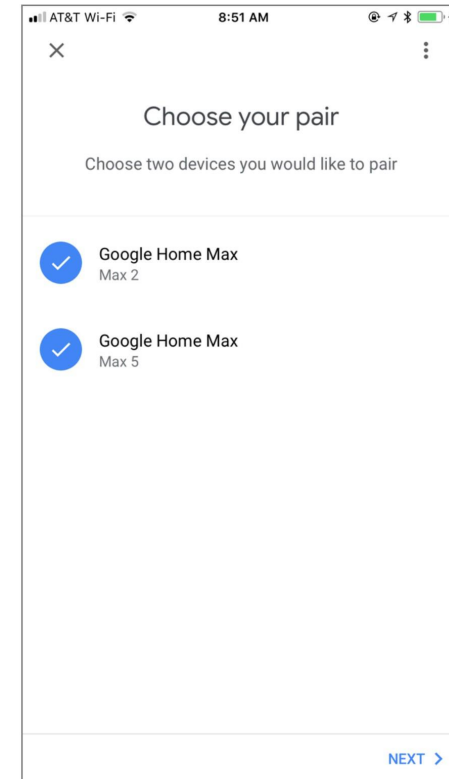 AT&T Wi-Fi 8:51 AM
Choose your pair
Choose two devices you would like to pair
Google Home Max
Max 2
Google Home Max
Max 5
NEXT